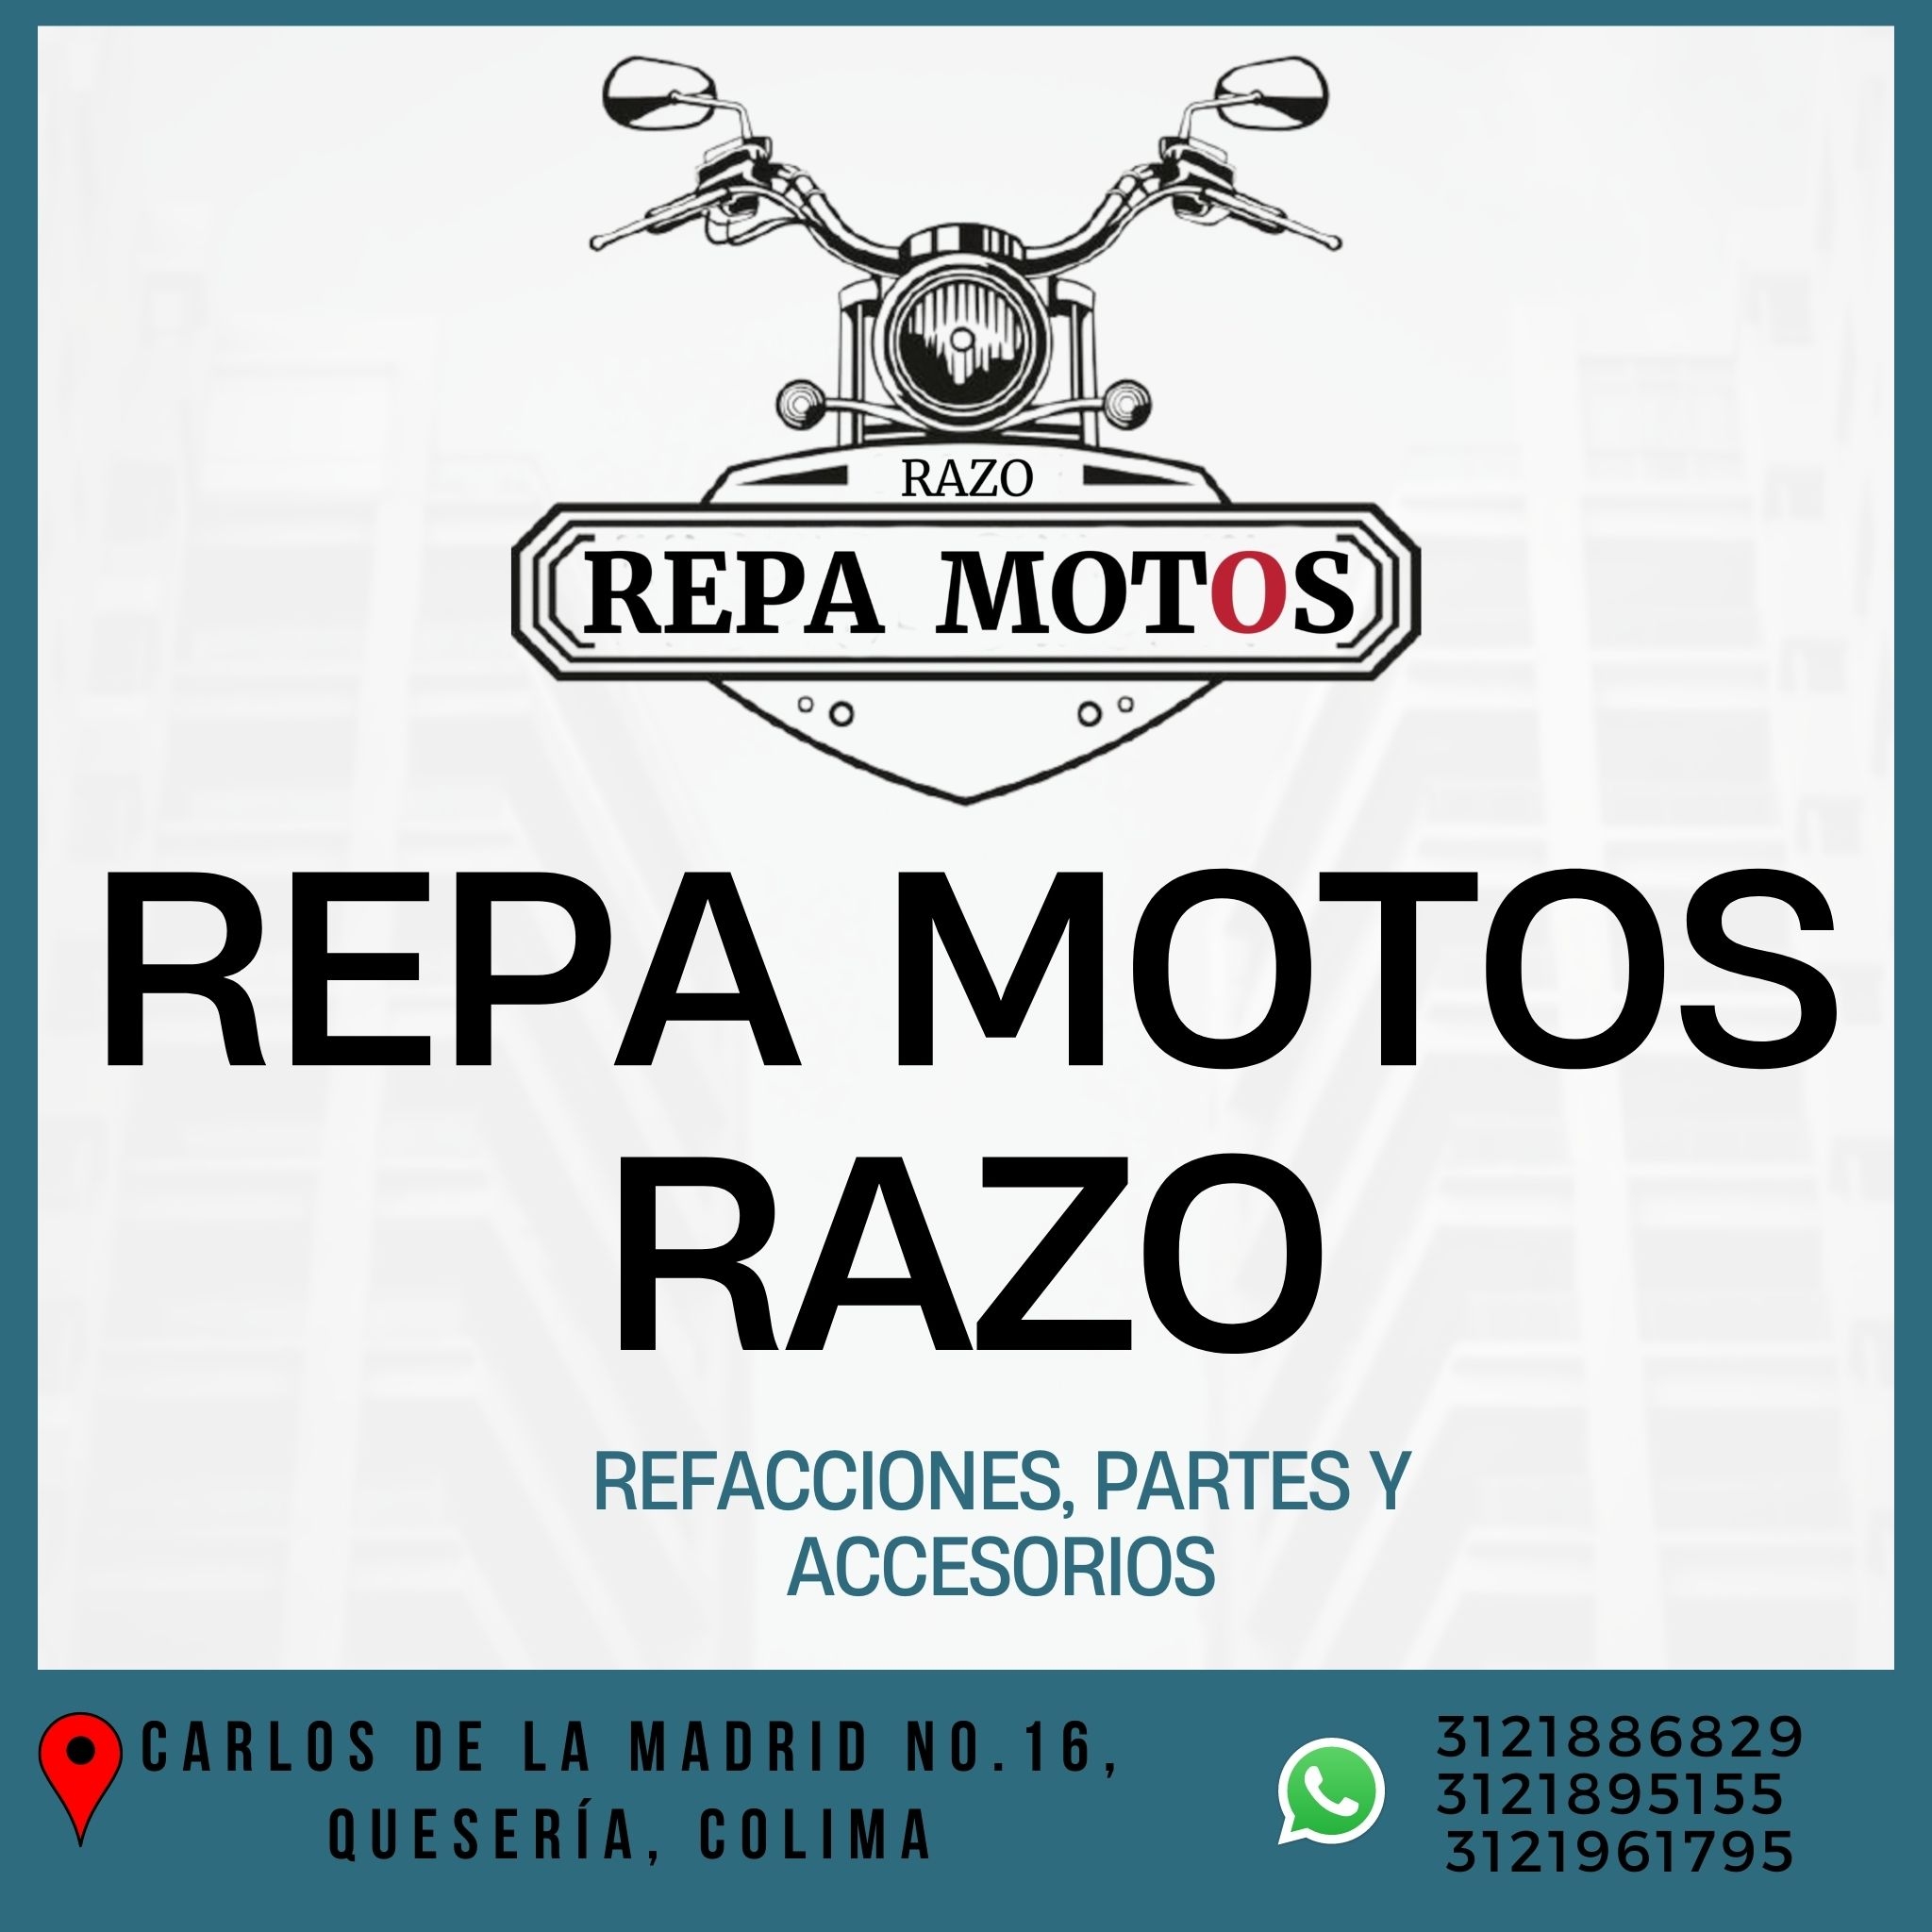 RAZO
REPA MOTOS
REPA MOTOS
RAZO
REFACCIONES, PARTES Y
ACCESORIOS
CARLOS DE LA MADRID NO.16,
QUESERÍA, COLIMA
3121886829
3121895155
3121961795